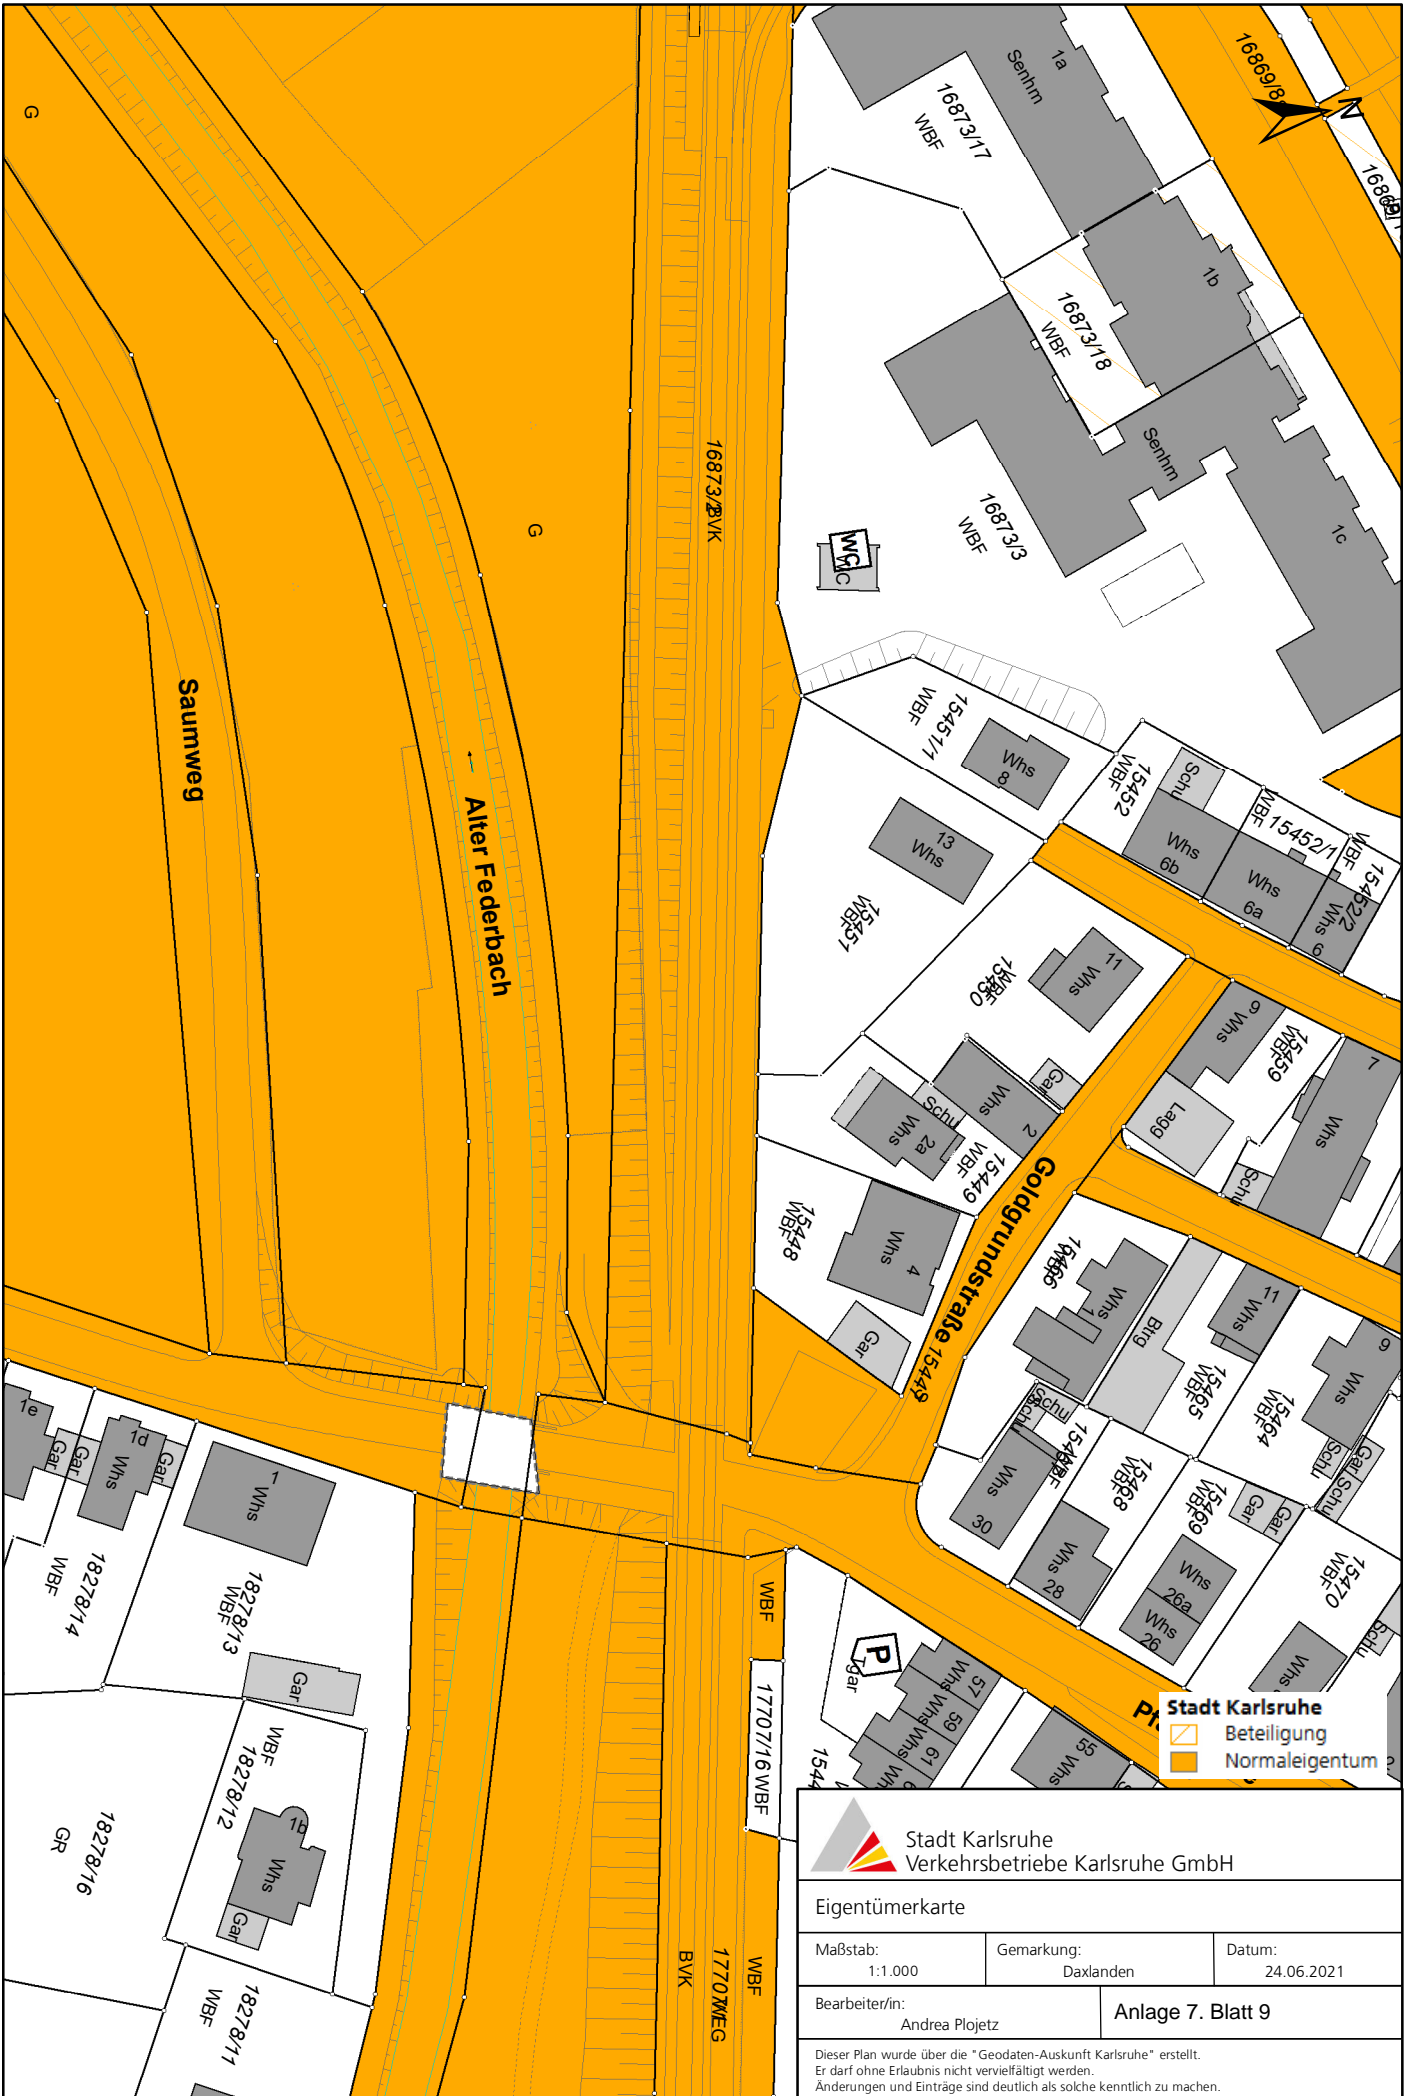 G
1a
Senhm
16873/17
WBF
N
1b
16873/18
WBF
Senhm
16873/3
WBF
1c
16873/2
BVK
G
WC
WC
Saumweg
Alter Federbach
15451/1
WBF
Whs
8
15452
WBF
Schu
Whs
6b
WBF
15452/1
Whs
6a
WBF
15452/2
Whs
6
13
Whs
15451
WBF
15450
WBF
11
Whs
Gar
Whs
2
Schu
Whs
2a
15449
WBF
Whs
15459
WBF
Lagg
7
Whs
Schu
15448
WBF
Whs
4
Gar
Goldgrundstraße
15466
WBF
Whs
Btrg
11
Whs
15465
WBF
9
Whs
15464
WBF
Schu
Schu
Schu
Gar
Schu
WBF
Whs
30
15468
WBF
Whs
28
15469
WBF
Gar
Gar
Whs
26a
Whs
26
15470
WBF
Schu
Whs
1e
Gar
Gar
1d
Whs
Gar
1
Whs
18278/14
WBF
18278/13
WBF
Gar
WBF
18278/12
1b
Whs
Gar
18278/16
GR
18278/11
WBF
WBF
17707/16 WBF
P
Whs
57
Whs
59
Whs
61
55
Whs
BVK
WBF
Stadt Karlsruhe
Beteiligung
Normaleigentum
Stadt Karlsruhe
Verkehrsbetriebe Karlsruhe GmbH
Eigentümerkarte
Maßstab:
1:1.000
Gemarkung:
Daxlanden
Datum:
24.06.2021
Bearbeiter/in:
Andrea Plojetz
Anlage 7. Blatt 9
Dieser Plan wurde über die "Geodaten-Auskunft Karlsruhe" erstellt.
Er darf ohne Erlaubnis nicht vervielfältigt werden.
Änderungen und Einträge sind deutlich als solche kenntlich zu machen.